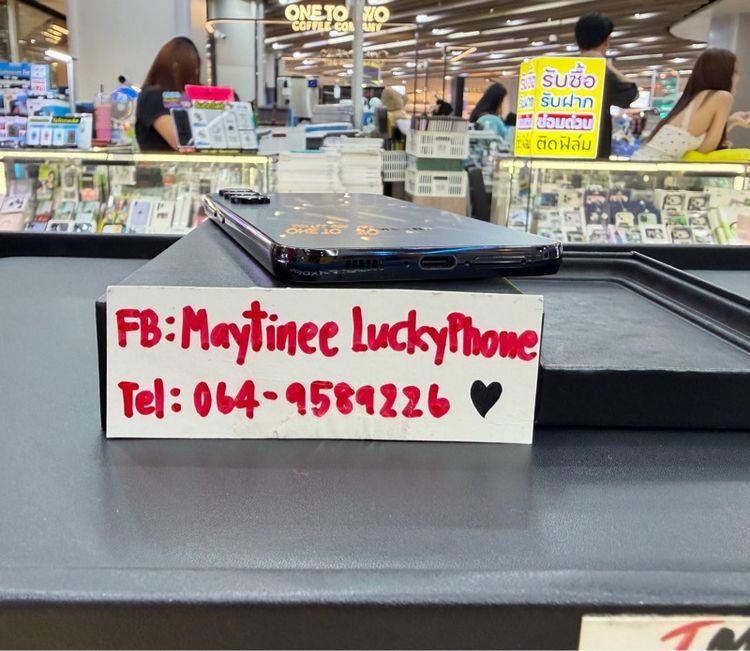 ONE TO TWO
COFFEE COMPANY
รับซื้อ
รับฝาก
ซ่อมด่วน
ติดฟิล์ม
FB: Maytinee LuckyPhone
Tel: 064-9589226